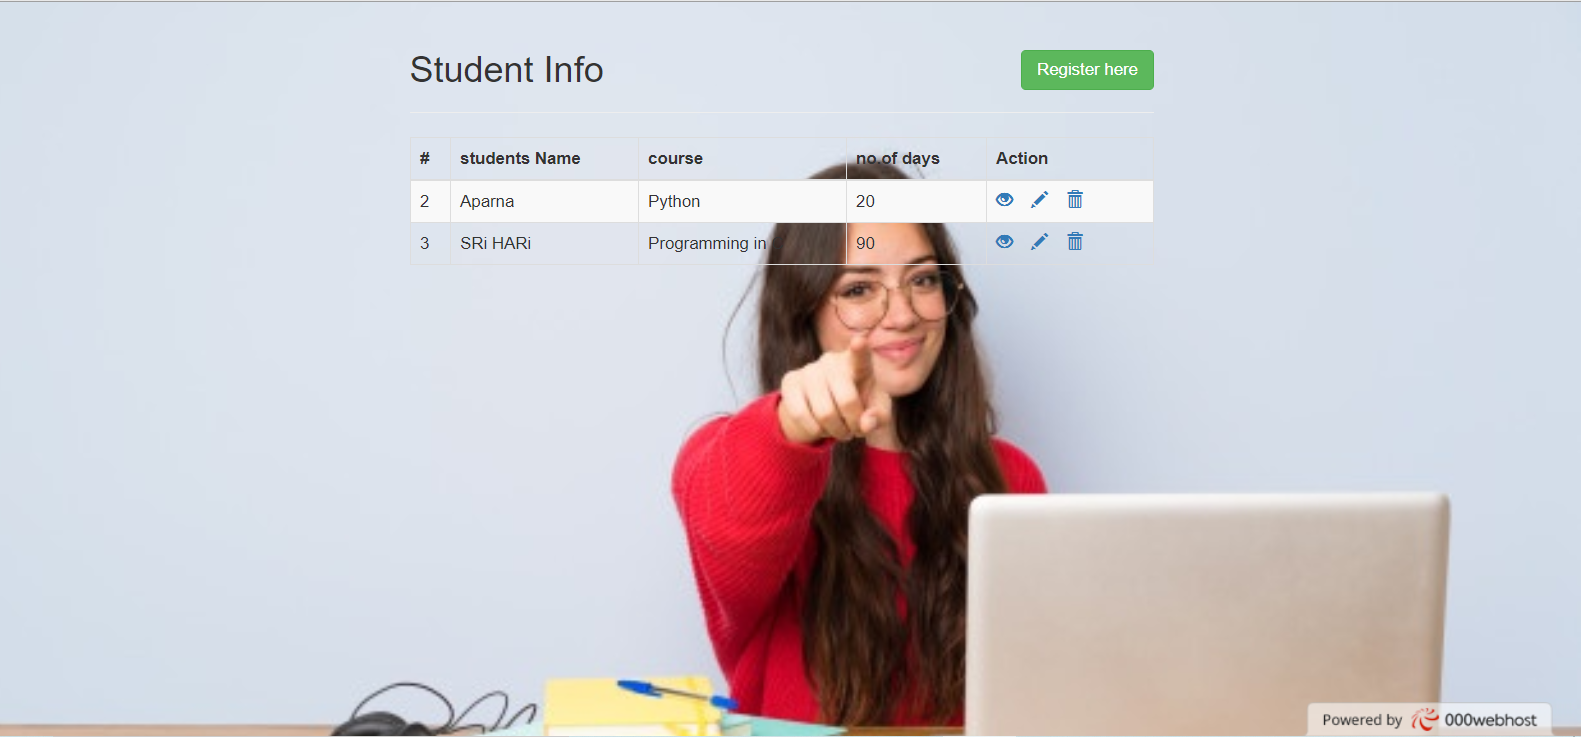 Student Info
Register here
# students Name course no.of days Action
2 Aparna Python 20
3 SRi HARi Programming in 90
Powered by 000webhost